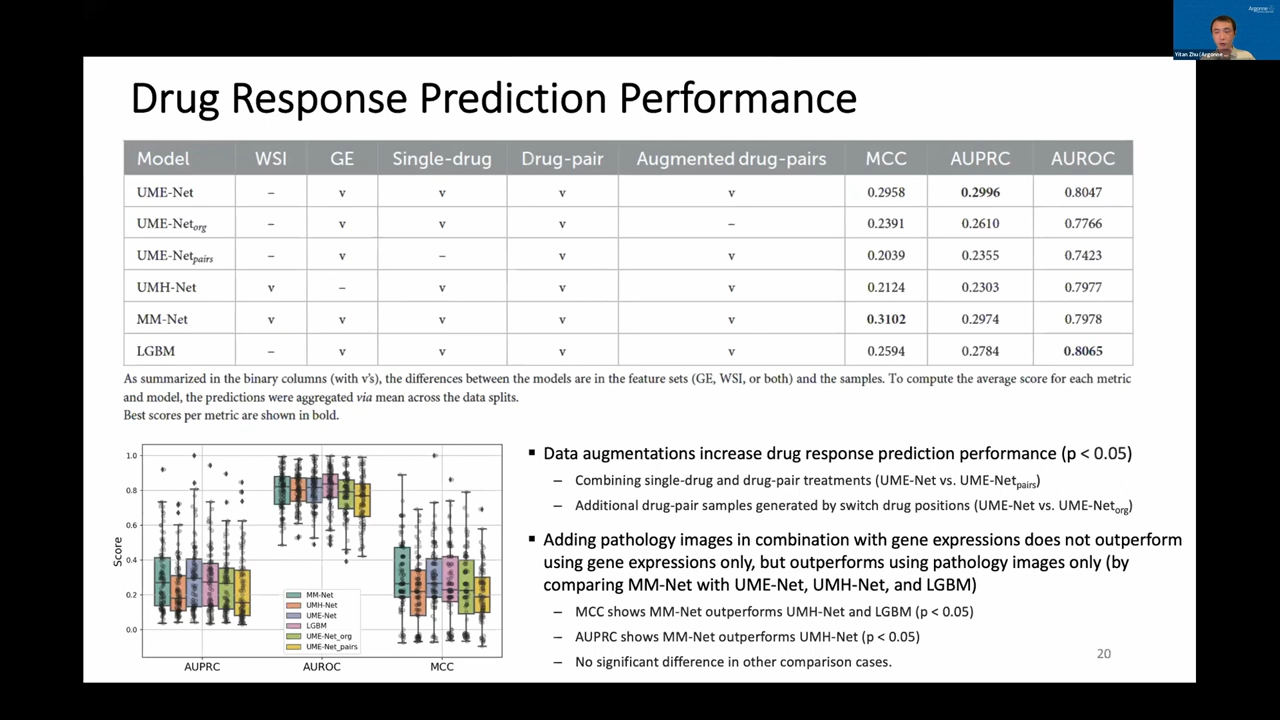 Argonne
Yitan Zhu (Argonne ...
Drug Response Prediction Performance
Model WSI GE Single-drug Drug-pair Augmented drug-pairs MCC AUPRC AUROC
UME-Net – v v v v 0.2958 0.2996 0.8047
UME-Netorg – v v v – 0.2391 0.2610 0.7766
UME-Netpairs – v – v v 0.2039 0.2355 0.7423
UMH-Net v – v v v 0.2124 0.2303 0.7977
MM-Net v v v v v 0.3102 0.2974 0.7978
LGBM – v v v v 0.2594 0.2784 0.8065
As summarized in the binary columns (with v's), the differences between the models are in the feature sets (GE, WSI, or both) and the samples. To compute the average score for each metric
and model, the predictions were aggregated via mean across the data splits.
Best scores per metric are shown in bold.
Score
1.0
0.8
0.6
0.4
0.2
0.0
MM-Net
UMH-Net
UME-Net
LGBM
UME-Net_org
UME-Net_pairs
AUPRC AUROC MCC
▪ Data augmentations increase drug response prediction performance (p < 0.05)
– Combining single-drug and drug-pair treatments (UME-Net vs. UME-Netpairs)
– Additional drug-pair samples generated by switch drug positions (UME-Net vs. UME-Netorg)
▪ Adding pathology images in combination with gene expressions does not outperform
using gene expressions only, but outperforms using pathology images only (by
comparing MM-Net with UME-Net, UMH-Net, and LGBM)
– MCC shows MM-Net outperforms UMH-Net and LGBM (p < 0.05)
– AUPRC shows MM-Net outperforms UMH-Net (p < 0.05)
– No significant difference in other comparison cases.
20